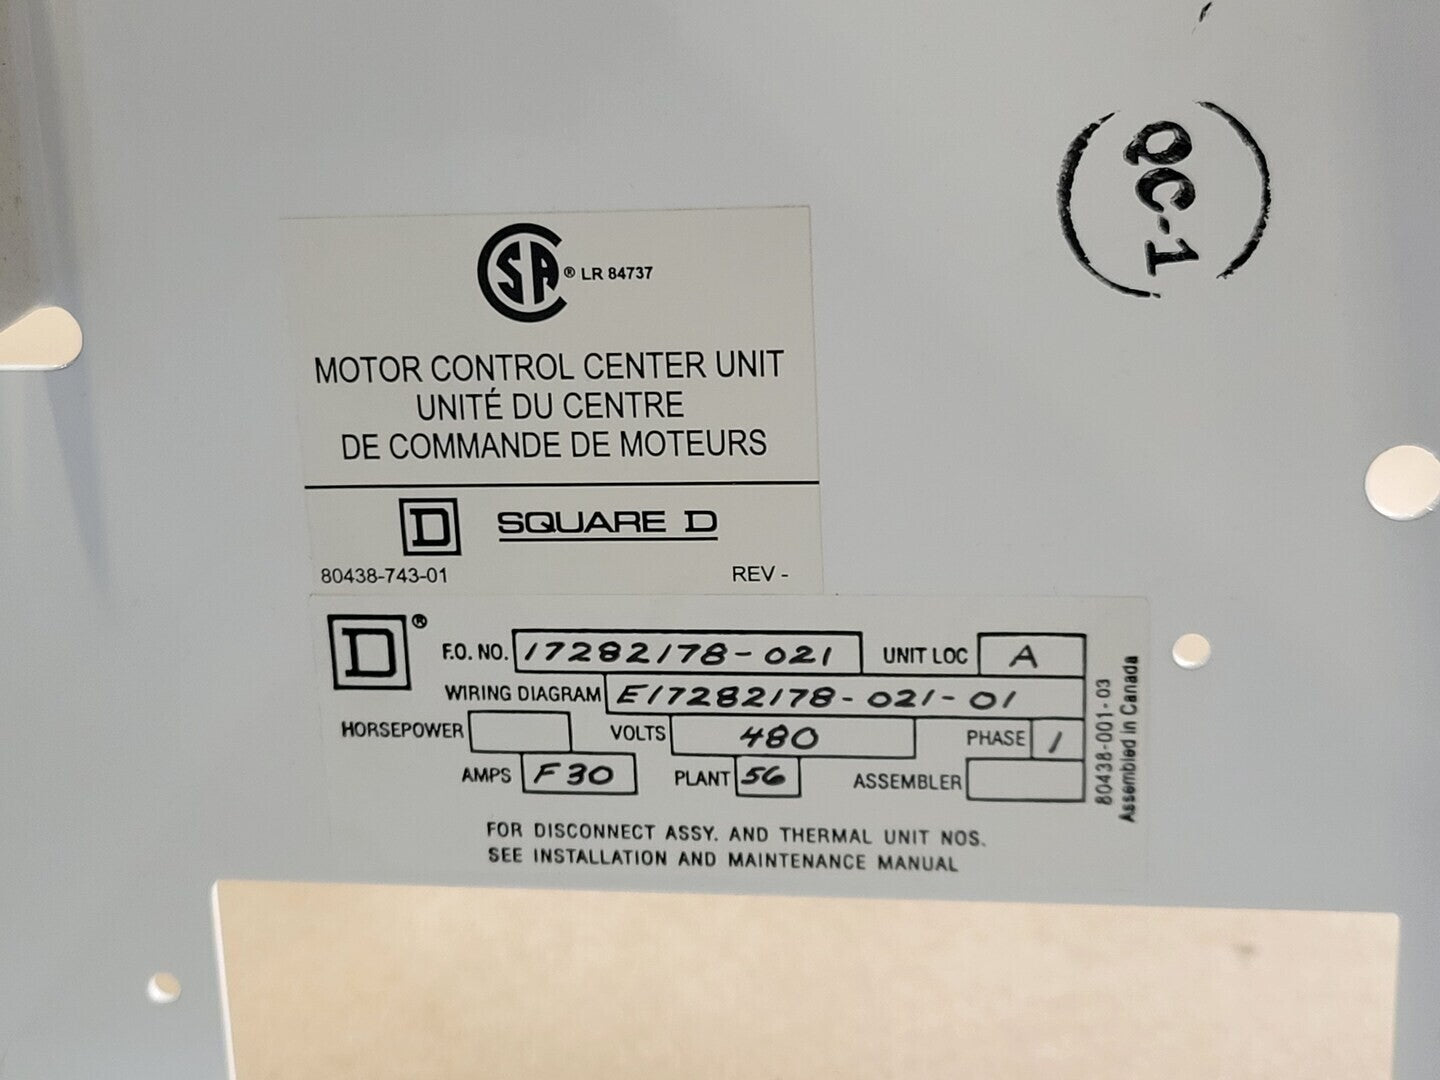 QC-1
CSA ® LR 84737
MOTOR CONTROL CENTER UNIT
UNITÉ DU CENTRE
DE COMMANDE DE MOTEURS
D SQUARE D
80438-743-01 REV -
D ®
F.O. NO. 17282178-021 UNIT LOC A
WIRING DIAGRAM E17282178-021-01
HORSEPOWER VOLTS 480 PHASE 1
AMPS F30 PLANT 56 ASSEMBLER
FOR DISCONNECT ASSY. AND THERMAL UNIT NOS.
SEE INSTALLATION AND MAINTENANCE MANUAL
80438-001-03
Assembled in Canada